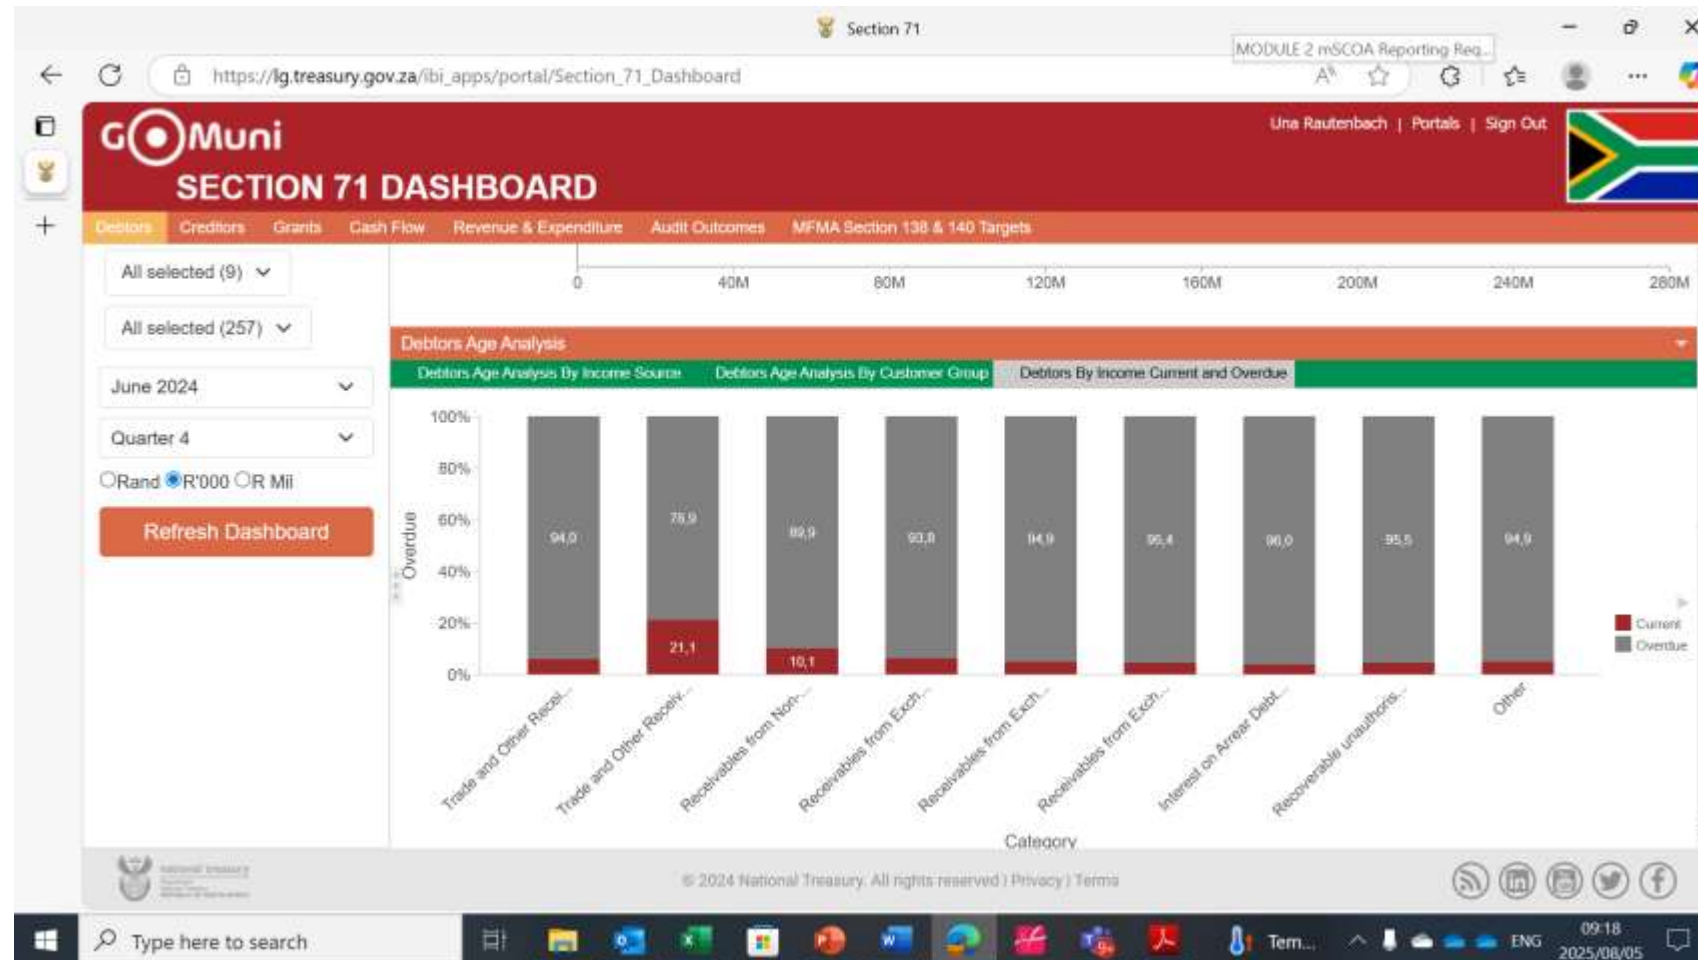 Section 71
MODULE 2 mSCOA Reporting Req...
https://lg.treasury.gov.za/ibi_apps/portal/Section_71_Dashboard
GOMuni
Una Rautenbach | Portals | Sign Out
SECTION 71 DASHBOARD
Debtors Creditors Grants Cash Flow Revenue & Expenditure Audit Outcomes MFMA Section 138 & 140 Targets
All selected (9)
0 40M 80M 120M 160M 200M 240M 280M
All selected (257)
Debtors Age Analysis
Debtors Age Analysis By Income Source Debtors Age Analysis By Customer Group Debtors By Income Current and Overdue
June 2024
Quarter 4
Rand R'000 R Mil
Refresh Dashboard
100%
80%
60%
40%
20%
0%
Overdue
94,0 78,9 89,9 93,8 94,9 95,4 96,0 95,5 94,9
21,1 10,1
Current
Overdue
Trade and Other Recei...
Trade and Other Receiv...
Receivables from Non-...
Receivables from Exch...
Receivables from Exch...
Receivables from Exch...
Interest on Arrear Debt...
Recoverable unauthoris...
Other
Category
national treasury
© 2024 National Treasury. All rights reserved | Privacy | Terms
Type here to search
Tem...
ENG
09:18
2025/08/05